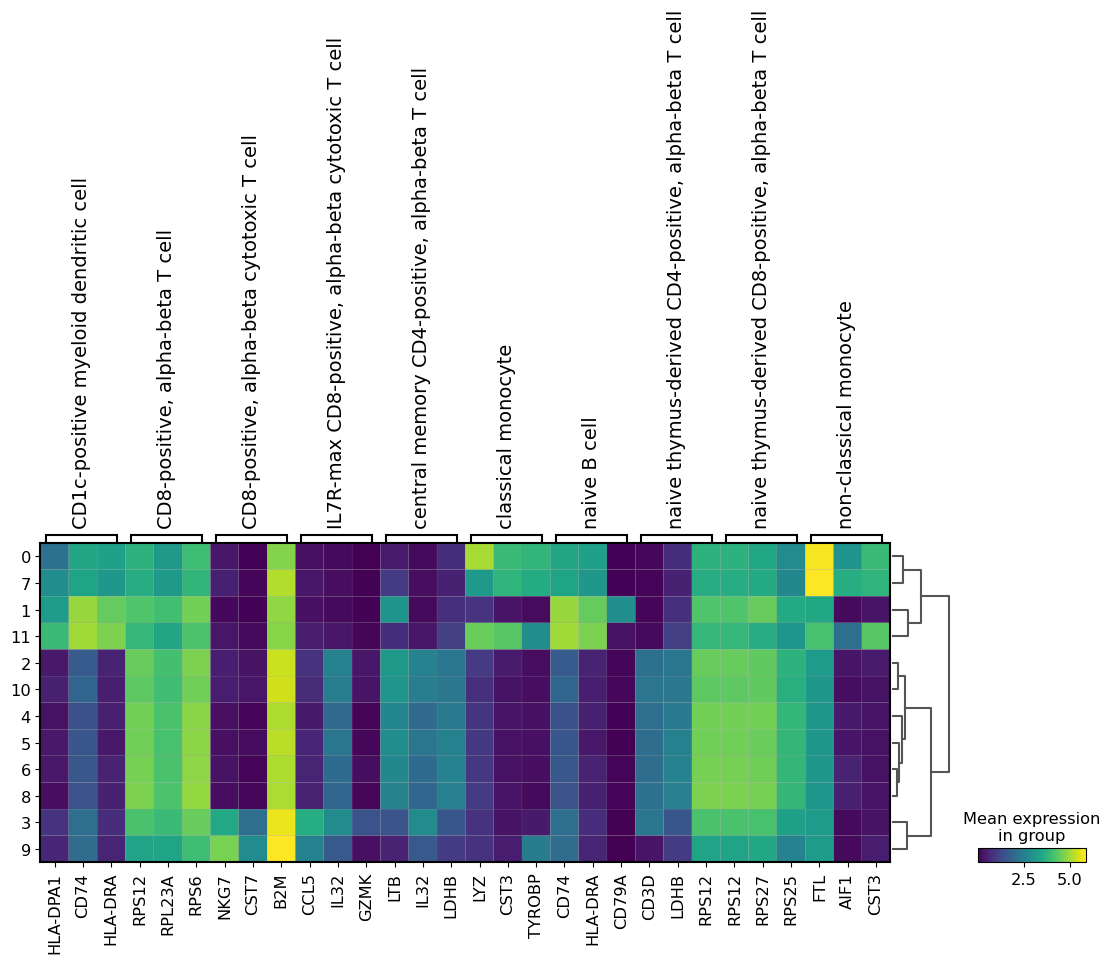 CD1c-positive myeloid dendritic cell
CD8-positive, alpha-beta T cell
CD8-positive, alpha-beta cytotoxic T cell
IL7R-max CD8-positive, alpha-beta cytotoxic T cell
central memory CD4-positive, alpha-beta T cell
classical monocyte
naive B cell
naive thymus-derived CD4-positive, alpha-beta T cell
naive thymus-derived CD8-positive, alpha-beta T cell
non-classical monocyte
0
7
1
11
2
10
4
5
6
8
3
9
HLA-DPA1
CD74
HLA-DRA
RPS12
RPL23A
RPS6
NKG7
CST7
B2M
CCL5
IL32
GZMK
LTB
IL32
LDHB
LYZ
CST3
TYROBP
CD74
HLA-DRA
CD79A
CD3D
LDHB
RPS12
RPS12
RPS27
RPS25
FTL
AIF1
CST3
Mean expression
in group
2.5 5.0